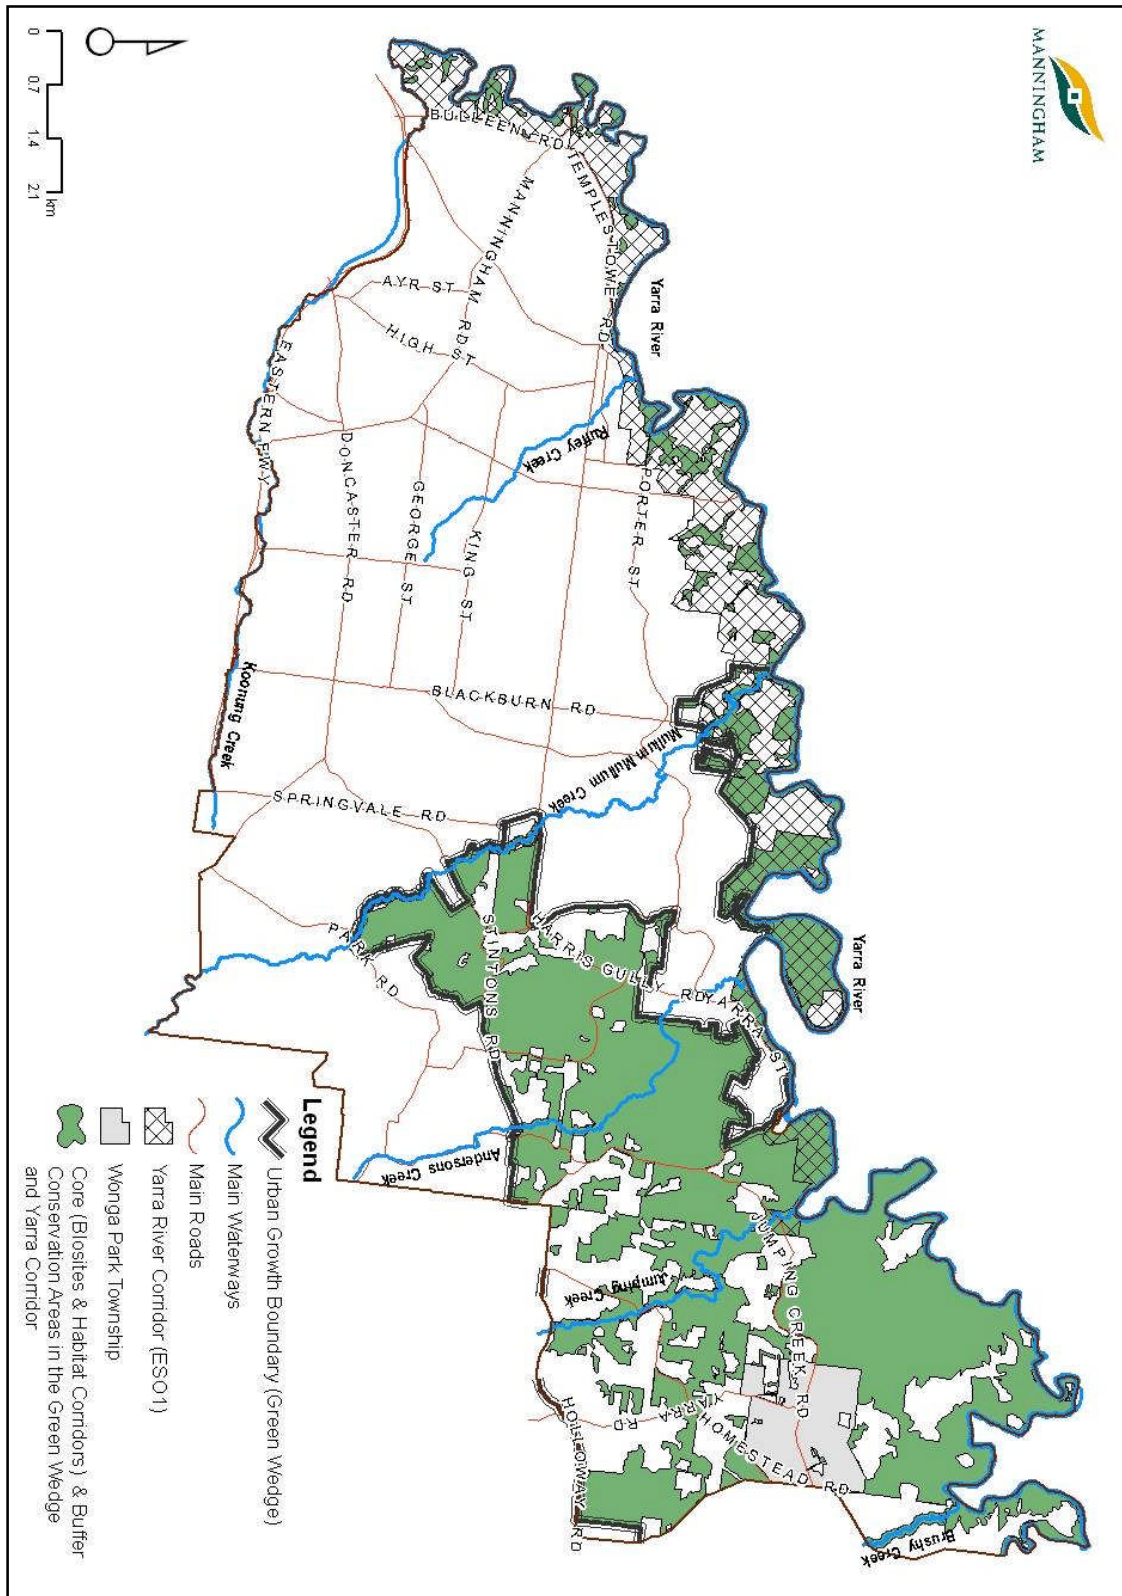 MANNINGHAM
0 0.7 1.4 2.1
km
BULLEEN RD
TEMPLESTOWE RD
MANNINGHAM RD
AYR ST
HIGH ST
Yarra River
EASTERN FWY
DONCASTER RD
GEORGE ST
KING ST
Ruffey Creek
PORTER ST
BLACKBURN RD
Koonung Creek
SPRINGVALE RD
Mullum Mullum Creek
PARK RD
STINTONS RD
HARRIS GULLY RD
YARRA ST
Yarra River
Andersons Creek
JUMPING CREEK RD
Jumping
Creek
YARRA RD
HOMESTEAD RD
HOLLOWAY RD
Brushy Creek
Legend
Urban Growth Boundary (Green Wedge)
Main Waterways
Main Roads
Yarra River Corridor (ESO1)
Wonga Park Township
Core (Biosites & Habitat Corridors) & Buffer
Conservation Areas in the Green Wedge
and Yarra Corridor